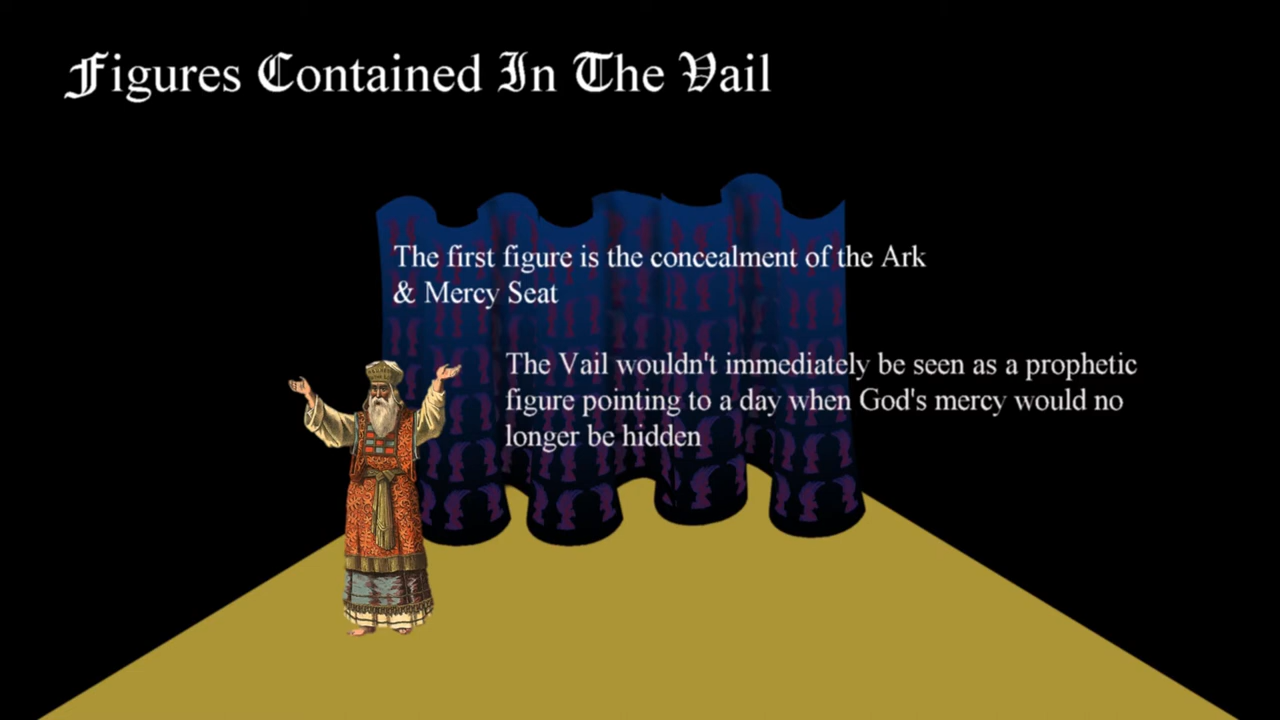 Figures Contained In The Vail
The first figure is the concealment of the Ark
& Mercy Seat
The Vail wouldn't immediately be seen as a prophetic
figure pointing to a day when God's mercy would no
longer be hidden